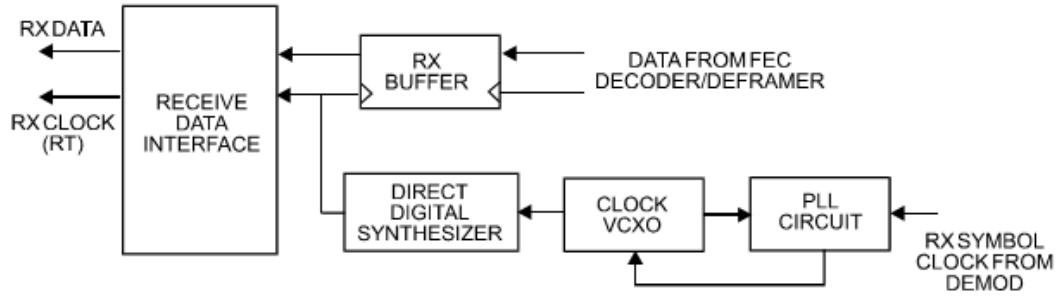 RX DATA
RX CLOCK
(RT)
RECEIVE
DATA
INTERFACE
RX
BUFFER
DATA FROM FEC
DECODER/DEFRAMER
DIRECT
DIGITAL
SYNTHESIZER
CLOCK
VCXO
PLL
CIRCUIT
RX SYMBOL
CLOCK FROM
DEMOD